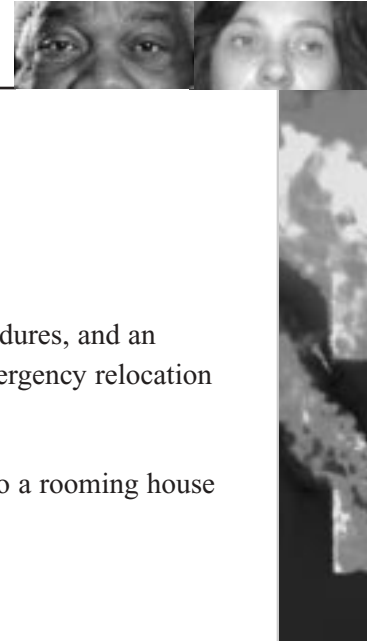 dures, and an
ergency relocation
o a rooming house